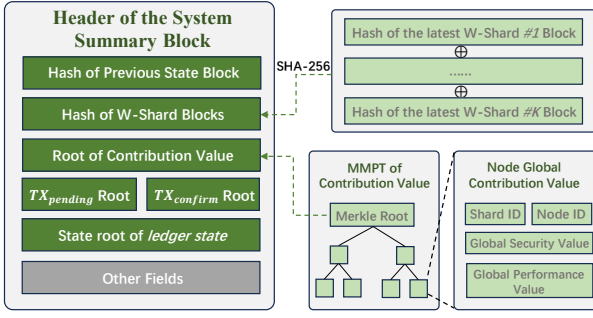 Header of the System
Summary Block
Hash of Previous State Block
Hash of W-Shard Blocks
Root of Contribution Value
TX_pending Root
TX_confirm Root
State root of ledger state
Other Fields
SHA-256
Hash of the latest W-Shard #1 Block
⊕
......
⊕
Hash of the latest W-Shard #K Block
MMPT of
Contribution Value
Merkle Root
Node Global
Contribution Value
Shard ID
Node ID
Global Security Value
Global Performance
Value